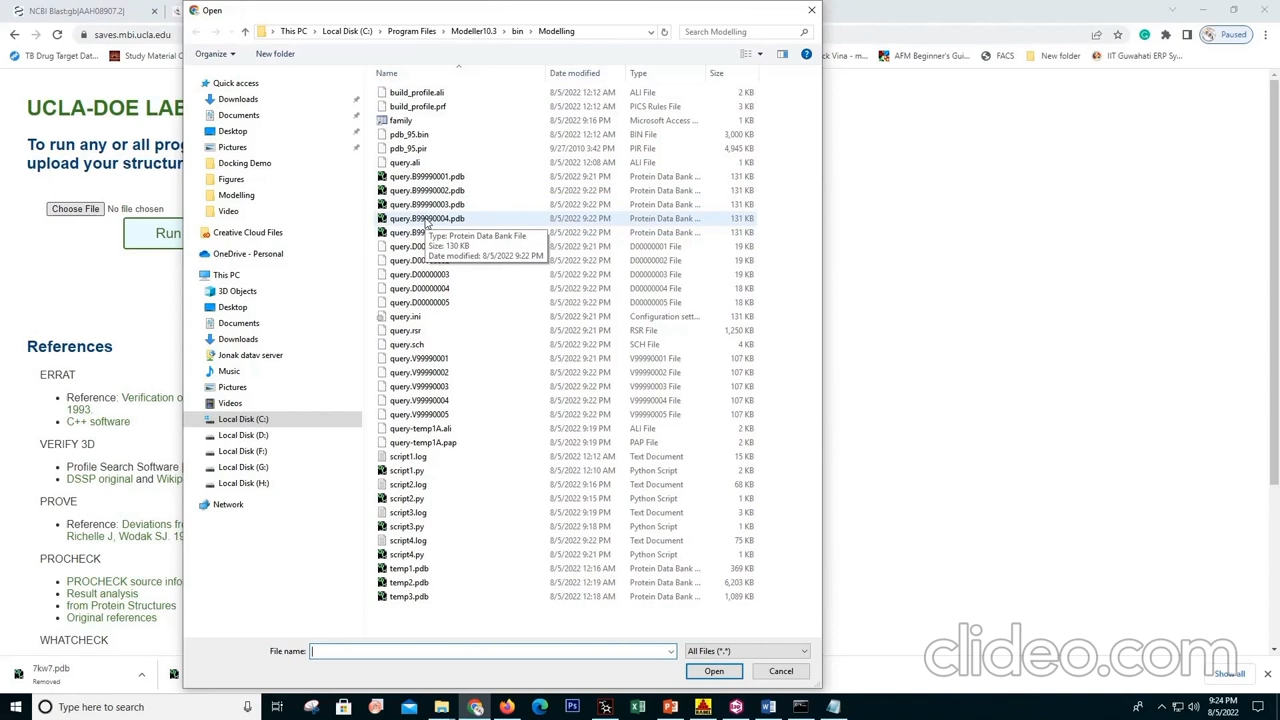 NCBI Blast:gb|AAH08907.2|
Open
saves.mbi.ucla.edu
This PC
Local Disk (C:)
Program Files
Modeller10.3
bin
Modelling
Search Modelling
Paused
TB Drug Target Data
Study Material
Organize
New folder
Vina - m...
AFM Beginner's Guid...
FACS
New folder
IIT Guwahati ERP Sy...
Name
Date modified
Type
Size
UCLA-DOE LAB
To run any or all prog
upload your structure
Choose File
No file chosen
Run
References
ERRAT
Reference: Verification o
1993.
C++ software
VERIFY 3D
Profile Search Software
DSSP original and Wikip
PROVE
Reference: Deviations fro
Richelle J, Wodak SJ. 19
PROCHECK
PROCHECK source info
Result analysis
from Protein Structures
Original references
WHATCHECK
Quick access
Downloads
Documents
Desktop
Pictures
Docking Demo
Figures
Modelling
Video
Creative Cloud Files
OneDrive - Personal
This PC
3D Objects
Desktop
Documents
Downloads
Jonak datav server
Music
Pictures
Videos
Local Disk (C:)
Local Disk (D:)
Local Disk (F:)
Local Disk (G:)
Local Disk (H:)
Network
build_profile.ali 8/5/2022 12:12 AM ALI File 2 KB
build_profile.prf 8/5/2022 12:12 AM PICS Rules File 3 KB
family 8/5/2022 9:16 PM Microsoft Access ... 1 KB
pdb_95.bin 8/5/2022 12:12 AM BIN File 3,000 KB
pdb_95.pir 9/27/2010 3:42 PM PIR File 4,945 KB
query.ali 8/5/2022 12:08 AM ALI File 1 KB
query.B99990001.pdb 8/5/2022 9:21 PM Protein Data Bank ... 131 KB
query.B99990002.pdb 8/5/2022 9:22 PM Protein Data Bank ... 131 KB
query.B99990003.pdb 8/5/2022 9:22 PM Protein Data Bank ... 131 KB
query.B99990004.pdb 8/5/2022 9:22 PM Protein Data Bank ... 131 KB
query.B99 8/5/2022 9:22 PM Protein Data Bank ... 131 KB
Type: Protein Data Bank File
Size: 130 KB
Date modified: 8/5/2022 9:22 PM
query.D00 8/5/2022 9:21 PM D00000001 File 19 KB
8/5/2022 9:22 PM D00000002 File 19 KB
query.D00000003 8/5/2022 9:22 PM D00000003 File 19 KB
query.D00000004 8/5/2022 9:22 PM D00000004 File 18 KB
query.D00000005 8/5/2022 9:22 PM D00000005 File 18 KB
query.ini 8/5/2022 9:21 PM Configuration sett... 131 KB
query.rsr 8/5/2022 9:21 PM RSR File 1,250 KB
query.sch 8/5/2022 9:21 PM SCH File 4 KB
query.V99990001 8/5/2022 9:21 PM V99990001 File 107 KB
query.V99990002 8/5/2022 9:22 PM V99990002 File 107 KB
query.V99990003 8/5/2022 9:22 PM V99990003 File 107 KB
query.V99990004 8/5/2022 9:22 PM V99990004 File 107 KB
query.V99990005 8/5/2022 9:22 PM V99990005 File 107 KB
query-temp1A.ali 8/5/2022 9:19 PM ALI File 2 KB
query-temp1A.pap 8/5/2022 9:19 PM PAP File 3 KB
script1.log 8/5/2022 12:12 AM Text Document 15 KB
script1.py 8/5/2022 12:10 AM Python Script 2 KB
script2.log 8/5/2022 9:16 PM Text Document 68 KB
script2.py 8/5/2022 9:15 PM Python Script 1 KB
script3.log 8/5/2022 9:19 PM Text Document 3 KB
script3.py 8/5/2022 9:18 PM Python Script 1 KB
script4.log 8/5/2022 9:22 PM Text Document 95 KB
script4.py 8/5/2022 9:21 PM Python Script 1 KB
temp1.pdb 8/5/2022 12:16 AM Protein Data Bank ... 369 KB
temp2.pdb 8/5/2022 12:19 AM Protein Data Bank ... 6,203 KB
temp3.pdb 8/5/2022 12:18 AM Protein Data Bank ... 1,089 KB
File name:
All Files (*.*)
Open
Cancel
7kw7.pdb
Removed
clideo.com
Show all
Type here to search
9:24 PM
8/5/2022